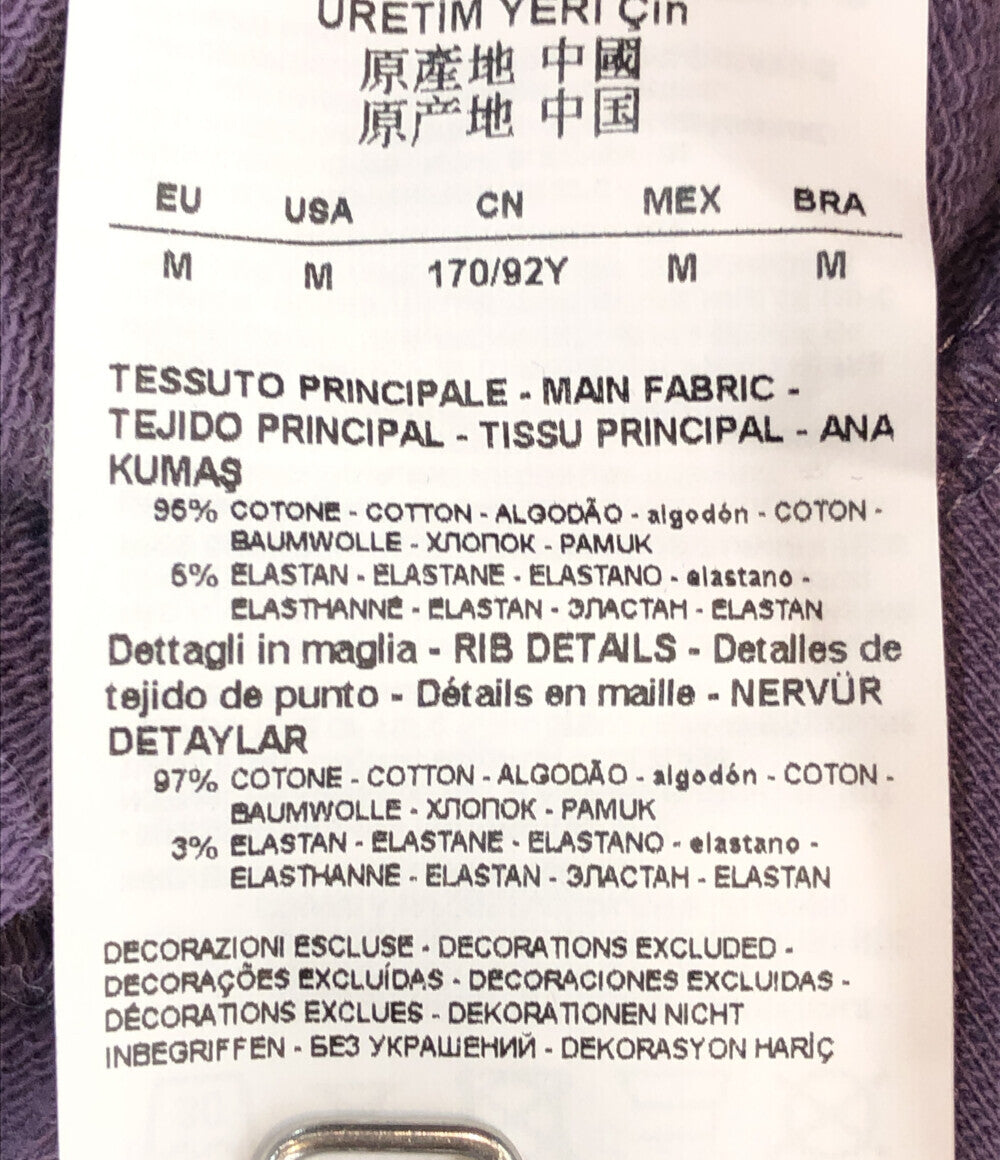 ÜRETİM YERİ Çin
原產地 中國
原产地 中国
EU USA CN MEX BRA
M M 170/92Y M M
TESSUTO PRINCIPALE - MAIN FABRIC -
TEJIDO PRINCIPAL - TISSU PRINCIPAL - ANA
KUMAŞ
95% COTONE - COTTON - ALGODÃO - algodón - COTON -
BAUMWOLLE - ХЛОПОК - PAMUK
5% ELASTAN - ELASTANE - ELASTANO - elastano -
ELASTHANNE - ELASTAN - ЭЛАСТАН - ELASTAN
Dettagli in maglia - RIB DETAILS - Detalles de
tejido de punto - Détails en maille - NERVÜR
DETAYLAR
97% COTONE - COTTON - ALGODÃO - algodón - COTON -
BAUMWOLLE - ХЛОПОК - PAMUK
3% ELASTAN - ELASTANE - ELASTANO - elastano -
ELASTHANNE - ELASTAN - ЭЛАСТАН - ELASTAN
DECORAZIONI ESCLUSE - DECORATIONS EXCLUDED -
DECORAÇÕES EXCLUÍDAS - DECORACIONES EXCLUIDAS -
DÉCORATIONS EXCLUES - DEKORATIONEN NICHT
INBEGRIFFEN - БЕЗ УКРАШЕНИЙ - DEKORASYON HARİÇ